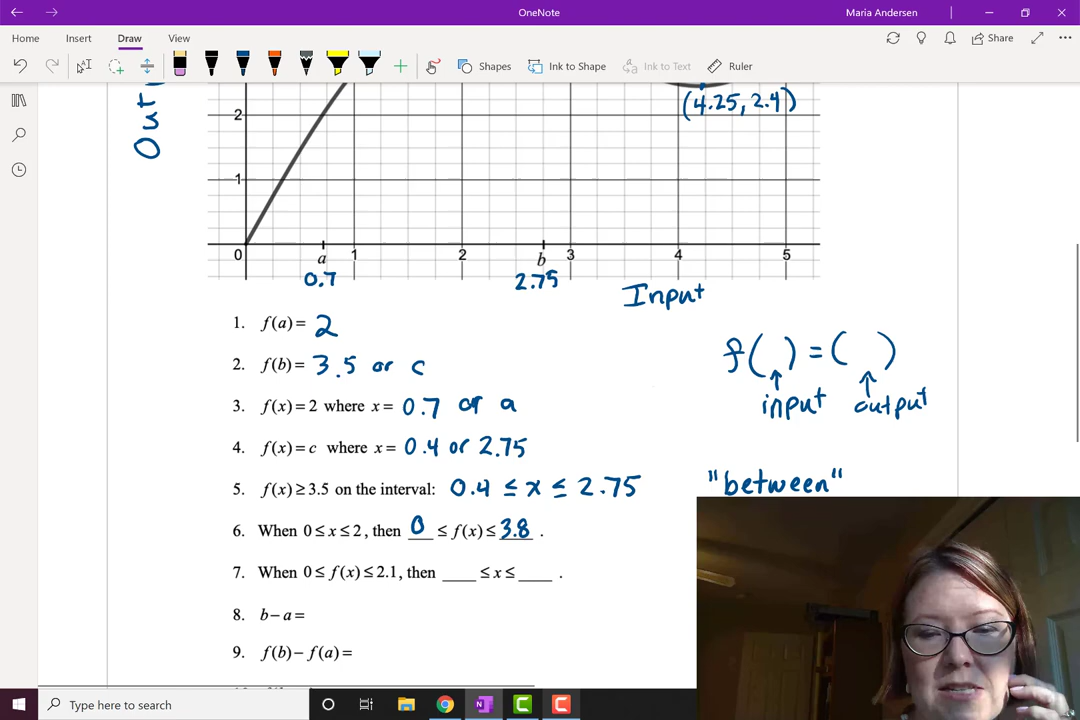 OneNote
Maria Andersen
Home Insert Draw View
Share
Shapes Ink to Shape Ink to Text Ruler
2
(4.25, 2.4)
1
0 a 1 2 b 3 4 5
0.7 2.75
Input
1. f(a) = 2
2. f(b) = 3.5 or c
3. f(x) = 2 where x = 0.7 or a
4. f(x) = c where x = 0.4 or 2.75
5. f(x) ≥ 3.5 on the interval: 0.4 ≤ x ≤ 2.75
6. When 0 ≤ x ≤ 2, then 0 ≤ f(x) ≤ 3.8.
7. When 0 ≤ f(x) ≤ 2.1, then ___ ≤ x ≤ ___.
8. b − a =
9. f(b) − f(a) =
f( ) = ( )
↑ ↑
input output
"between"
Type here to search